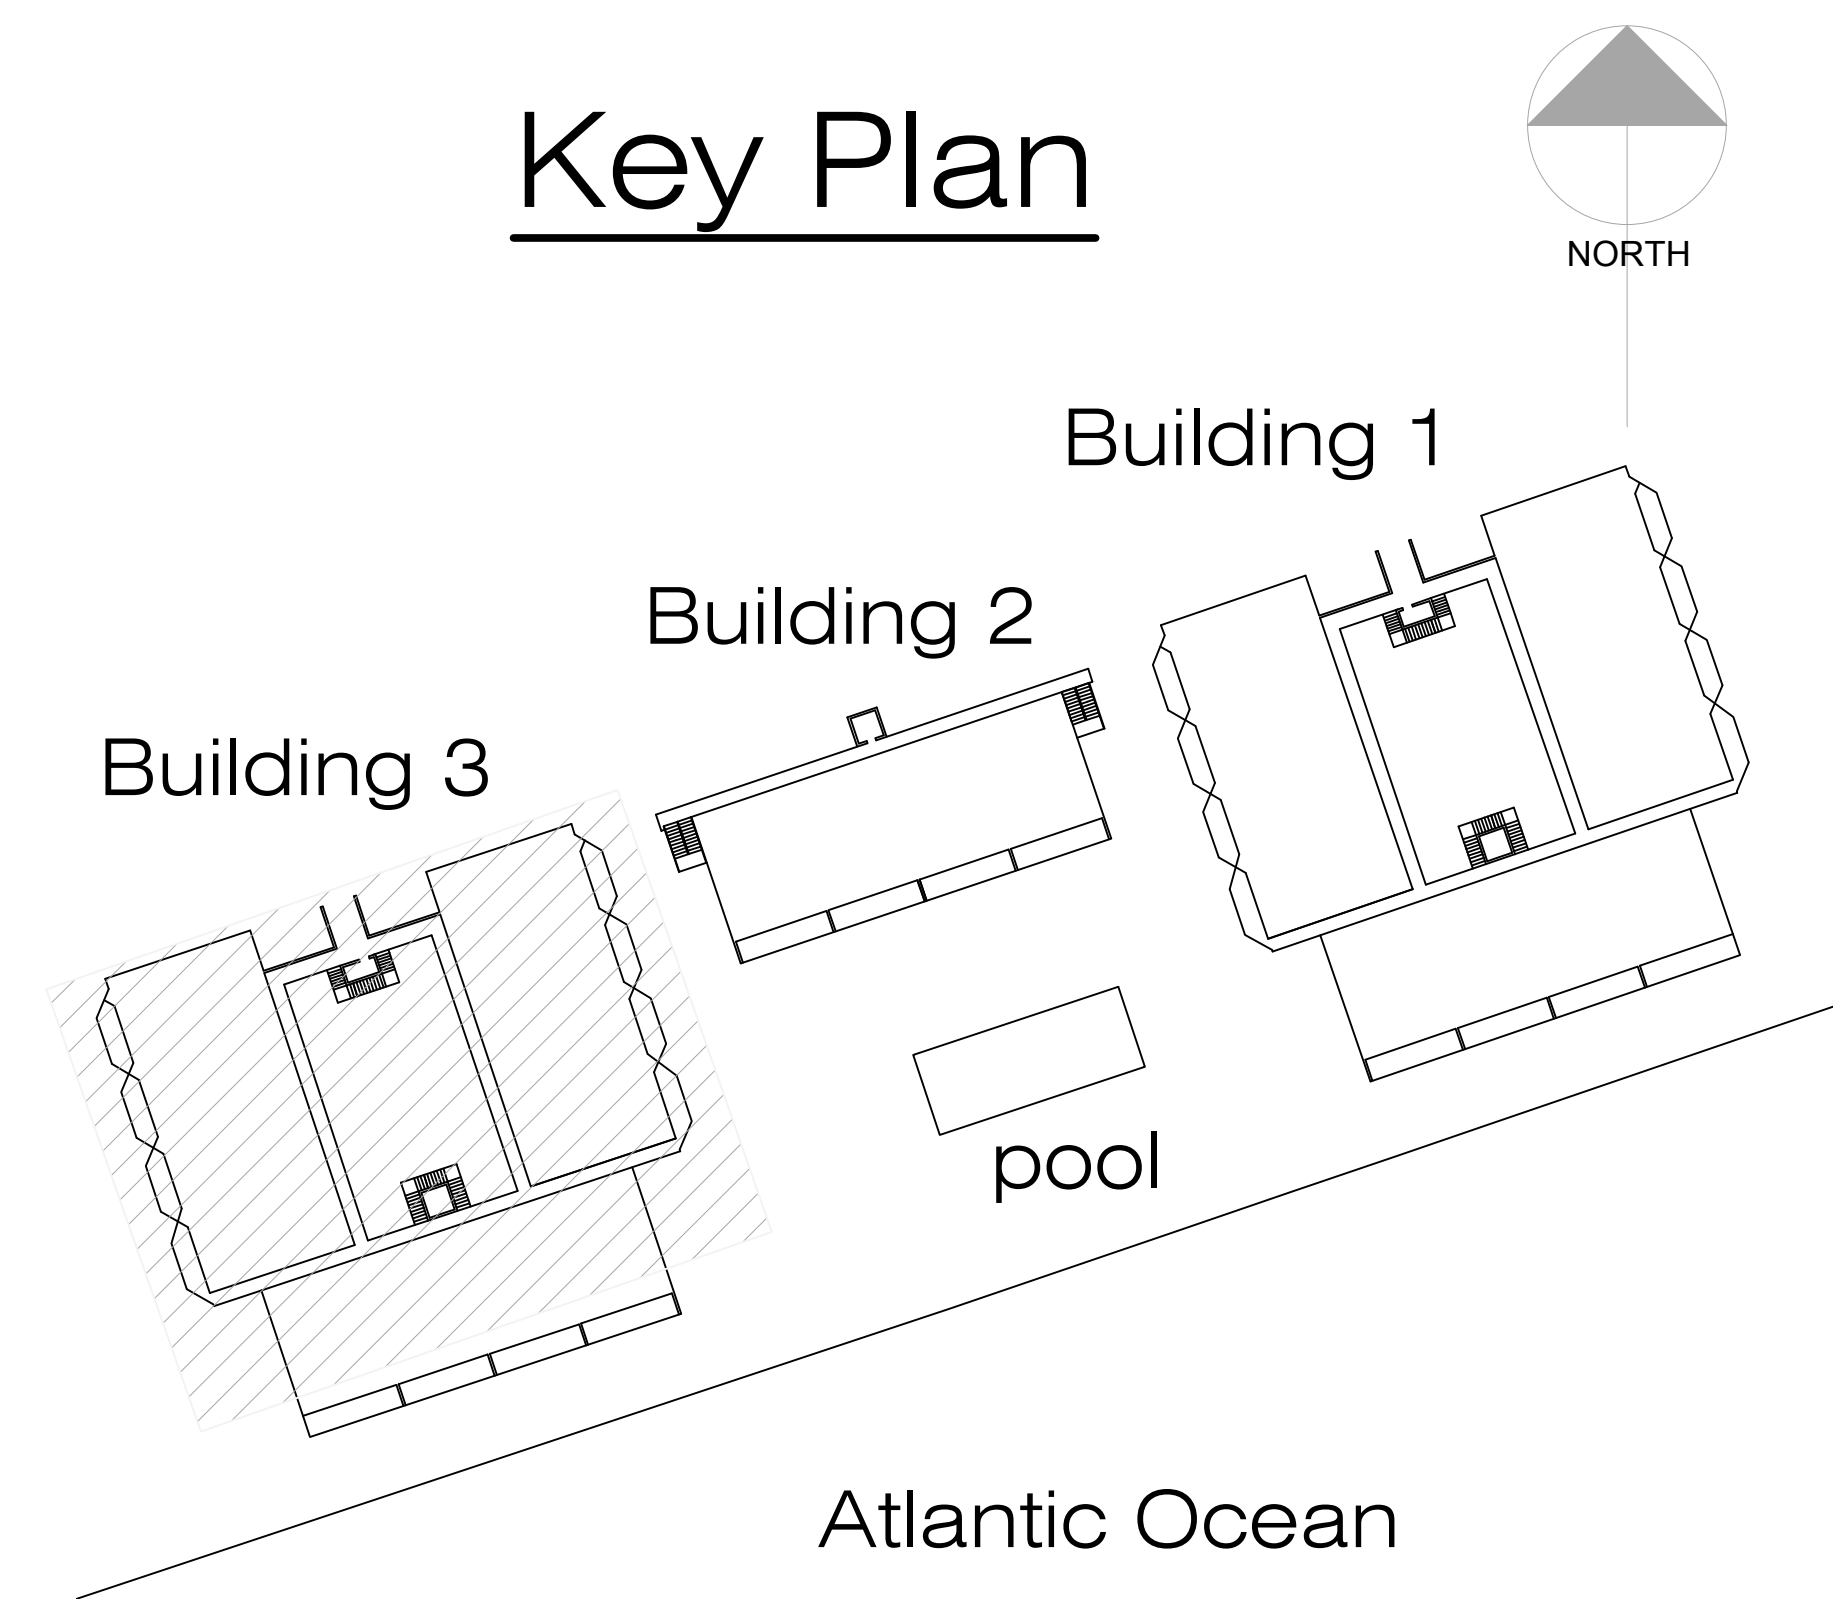 Key Plan
NORTH
Building 1
Building 2
Building 3
pool
Atlantic Ocean